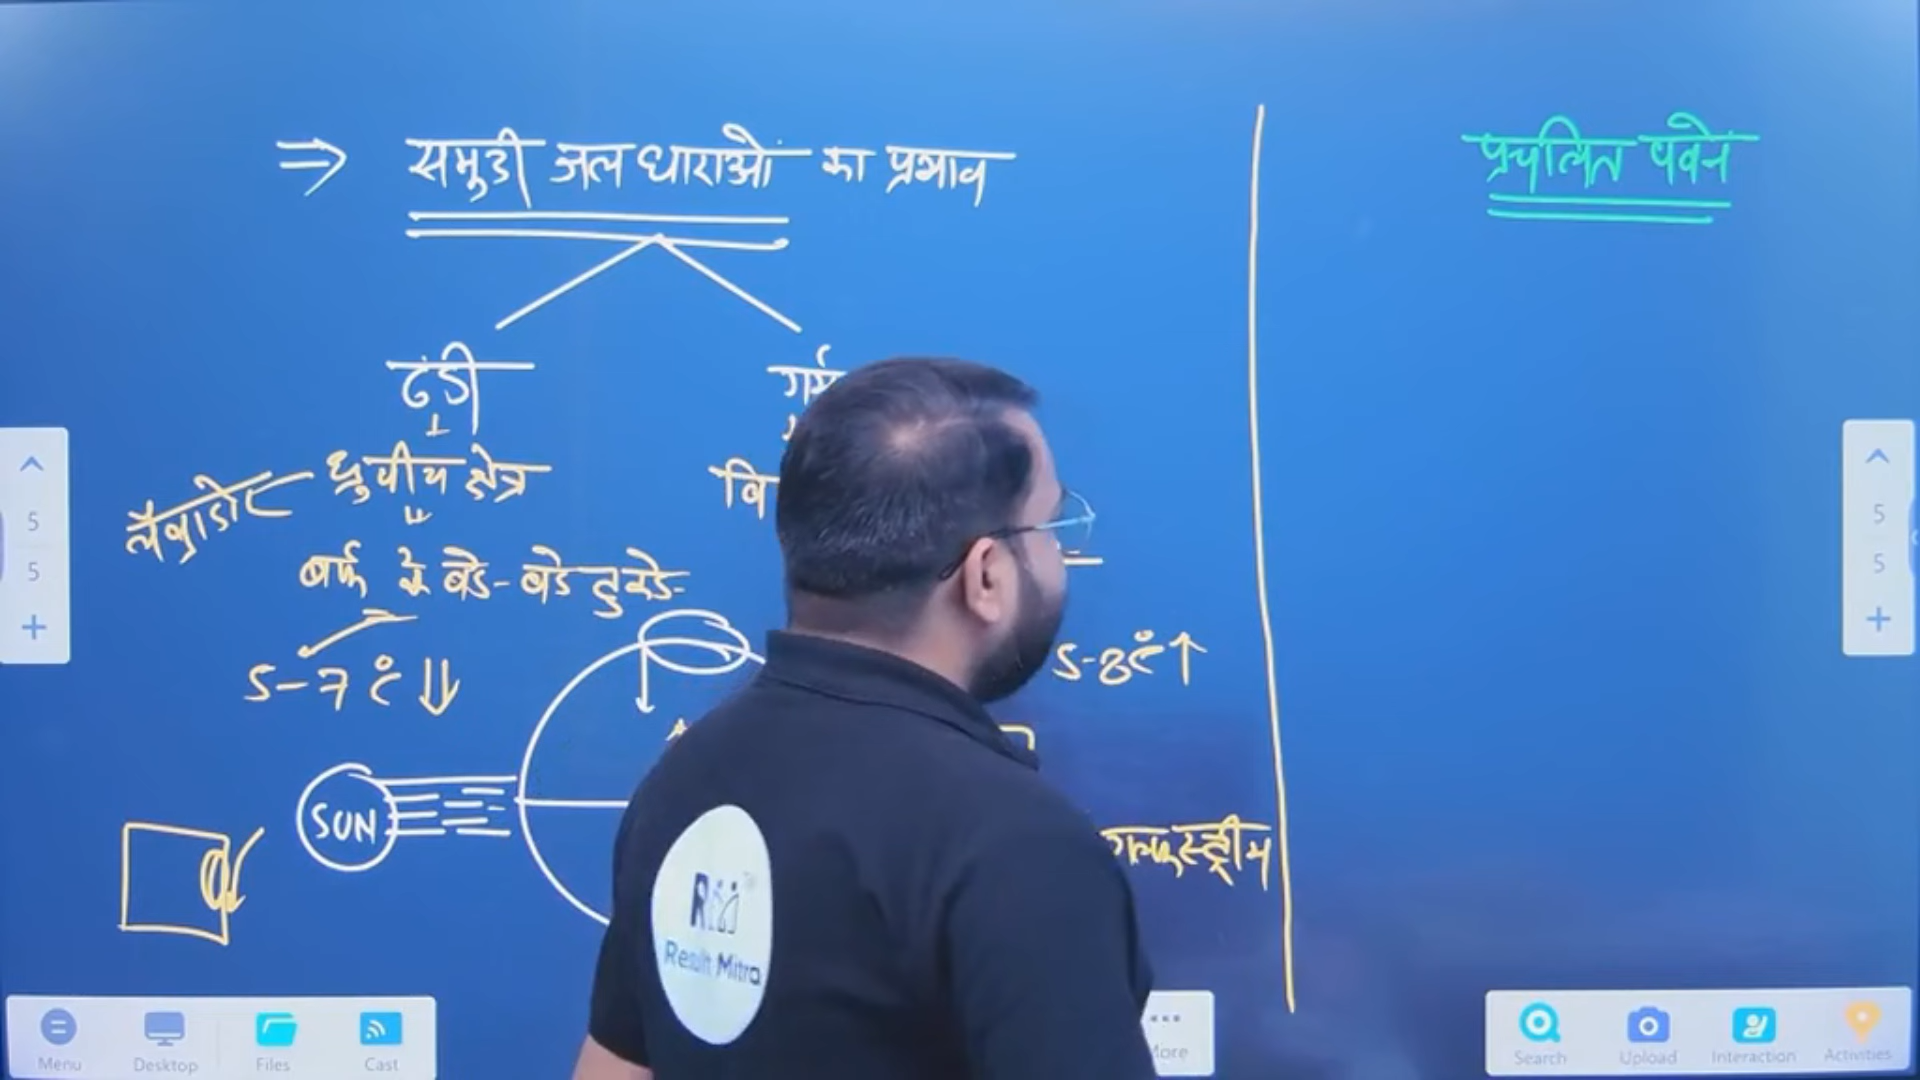 ⇒ समुद्री जल धाराओं का प्रभाव
प्रचलित पवन
ठंडी
गर्म
ध्रुवीय क्षेत्र
लैब्राडोर
वि
बर्फ के बडे-बडे टुकडे
5-7°C ↓↓
5-8°C ↑
SUN
गल्फस्ट्रीम
Result Mitra
5
5
+
5
5
+
Menu
Desktop
Files
Cast
More
Search
Upload
Interaction
Activities